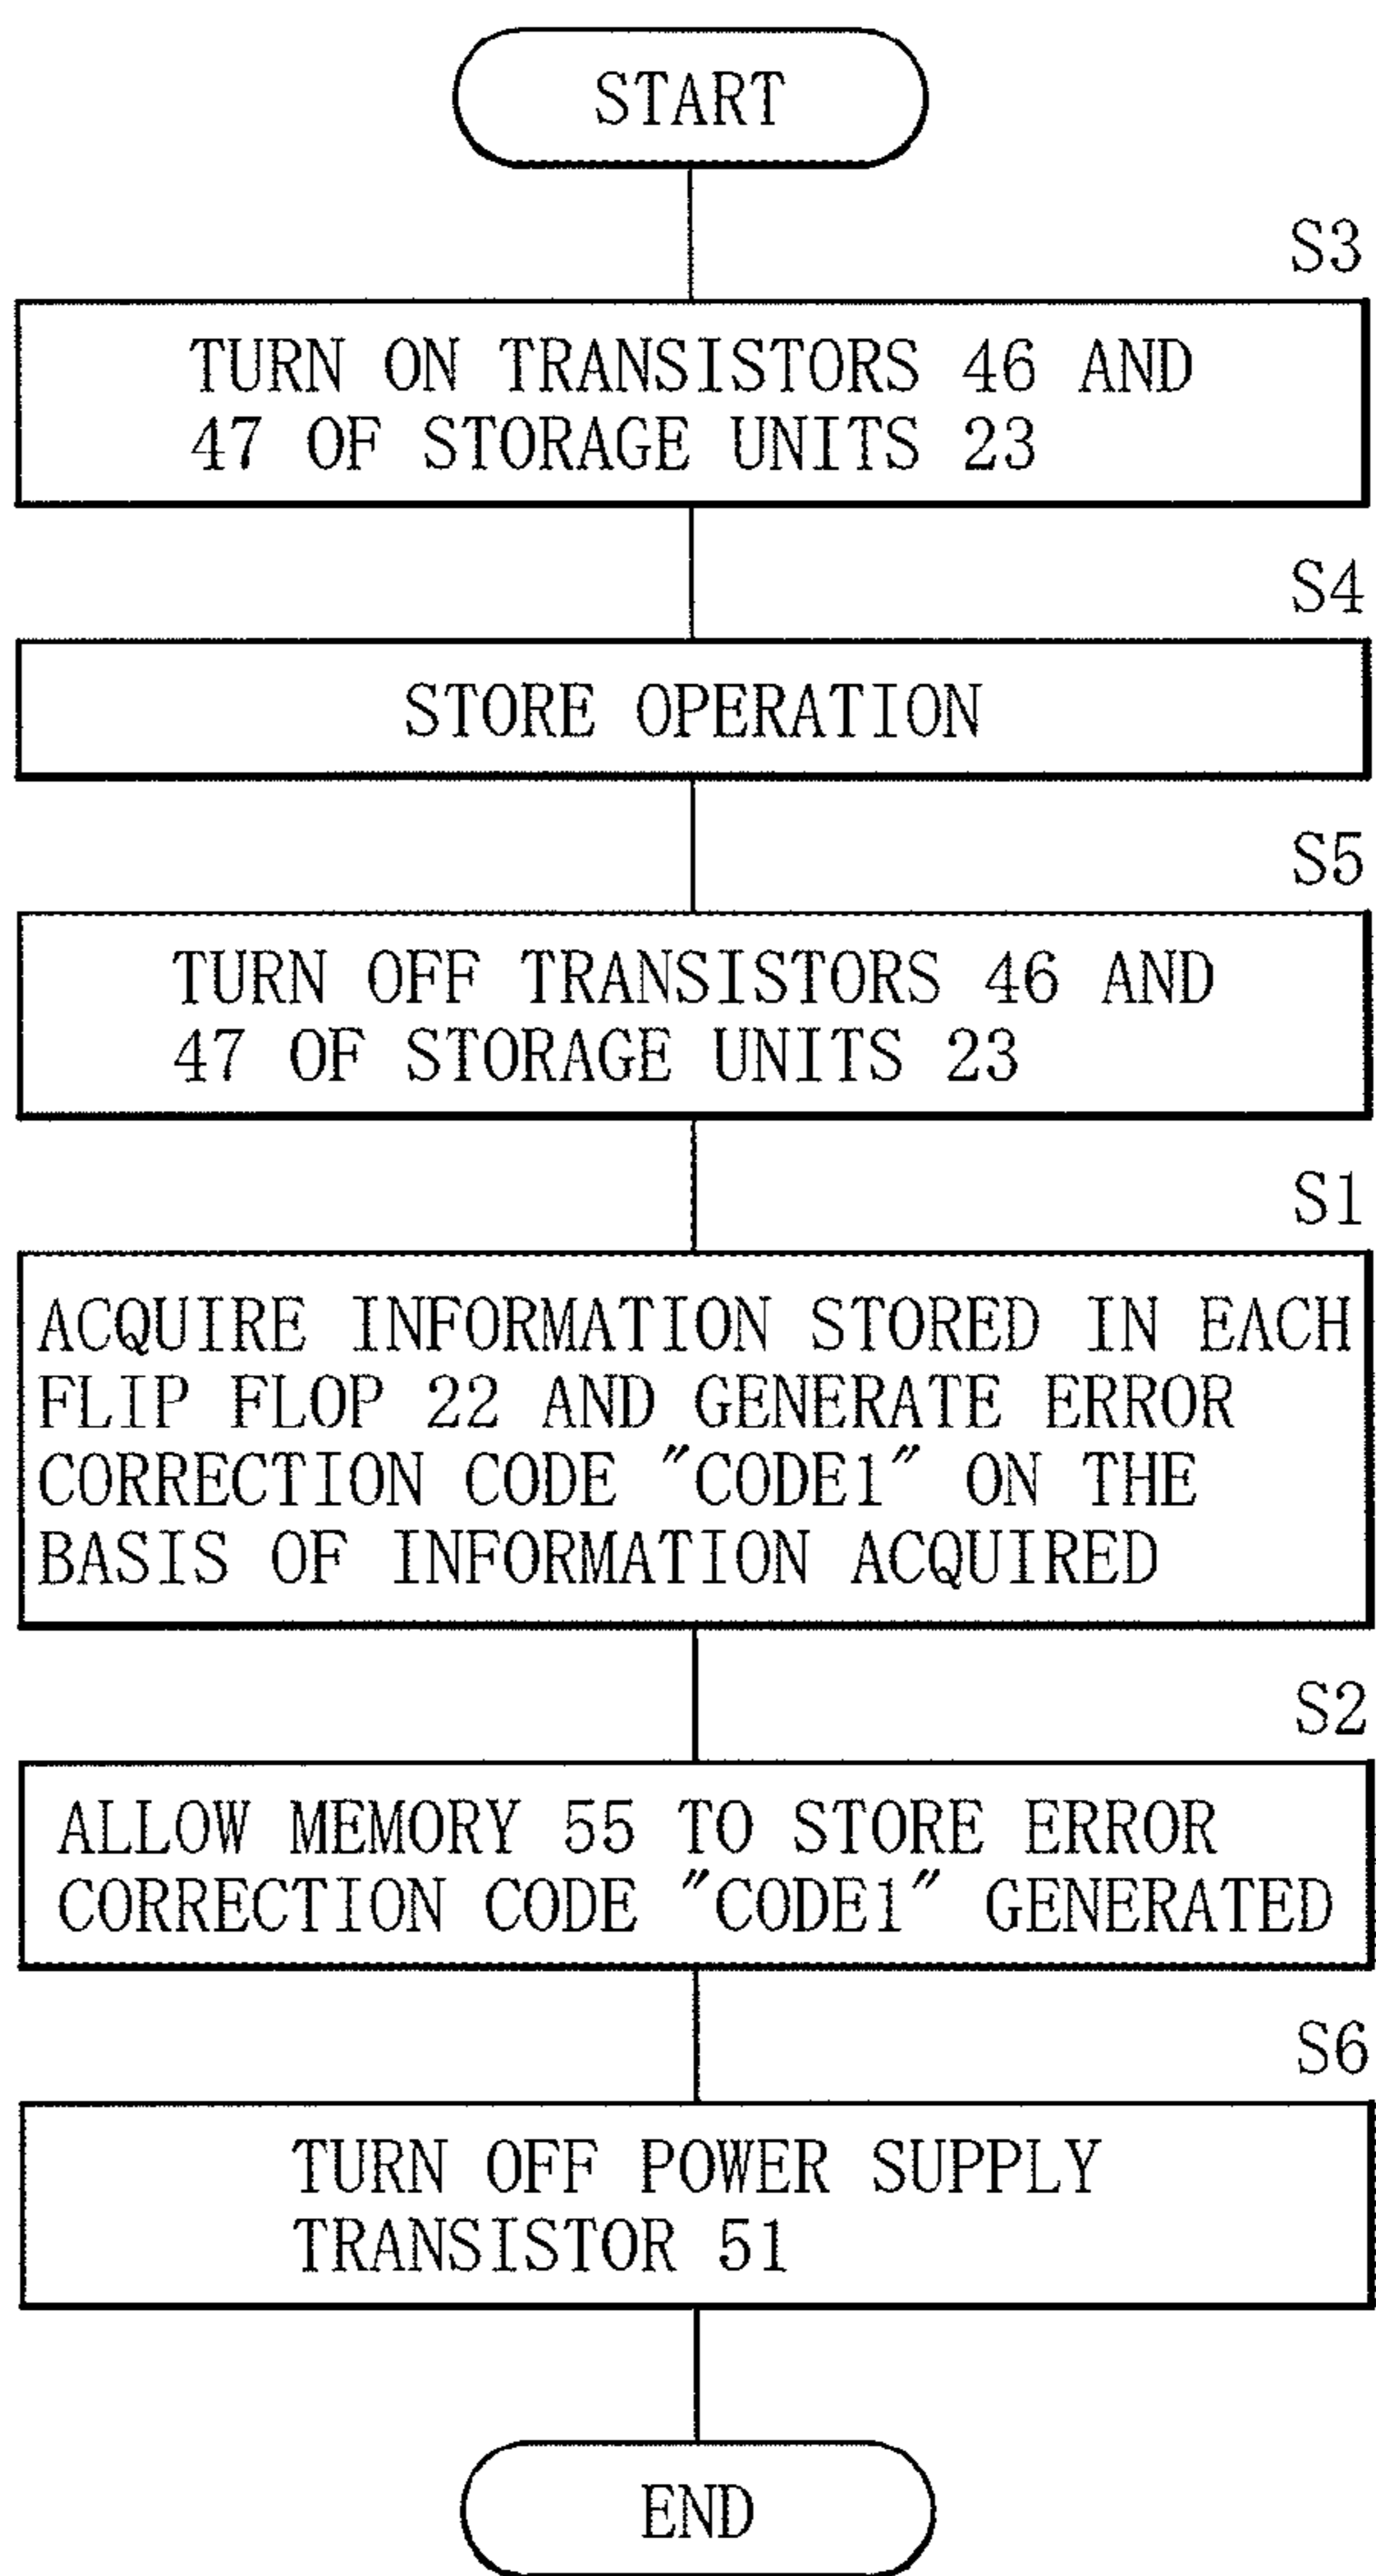 START
S3
TURN ON TRANSISTORS 46 AND
47 OF STORAGE UNITS 23
S4
STORE OPERATION
S5
TURN OFF TRANSISTORS 46 AND
47 OF STORAGE UNITS 23
S1
ACQUIRE INFORMATION STORED IN EACH
FLIP FLOP 22 AND GENERATE ERROR
CORRECTION CODE "CODE1" ON THE
BASIS OF INFORMATION ACQUIRED
S2
ALLOW MEMORY 55 TO STORE ERROR
CORRECTION CODE "CODE1" GENERATED
S6
TURN OFF POWER SUPPLY
TRANSISTOR 51
END